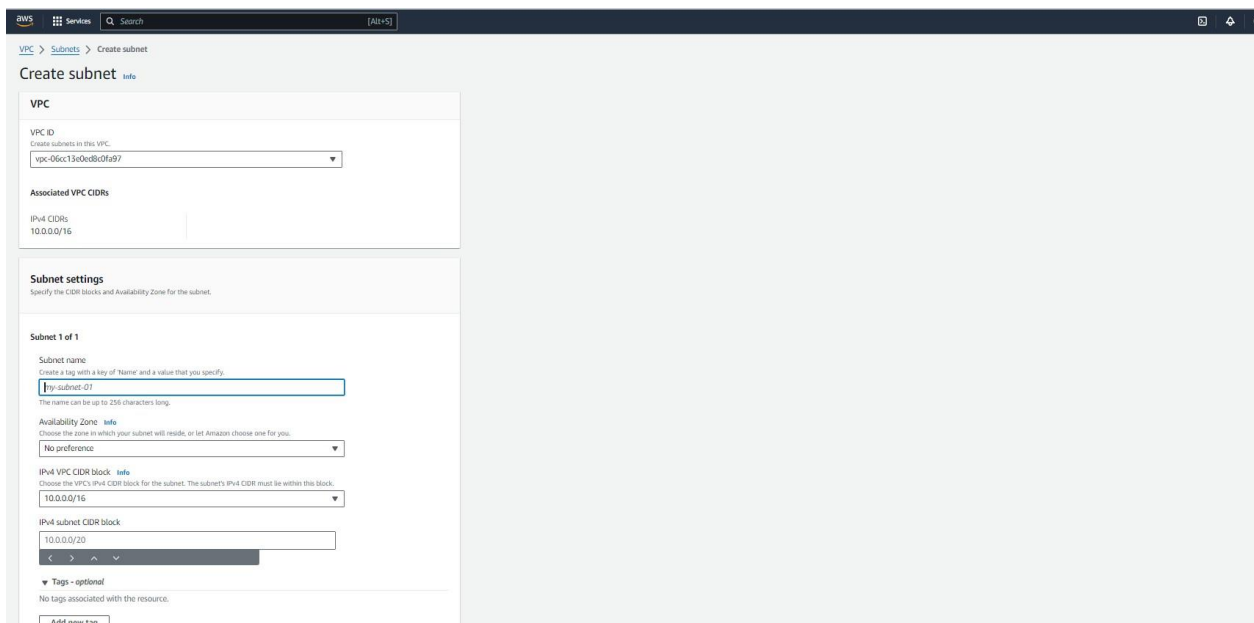 aws
Services
Search
[Alt+S]
VPC > Subnets > Create subnet
Create subnet Info
VPC
VPC ID
Create subnets in this VPC.
vpc-06cc13e0ed8c0fa97
Associated VPC CIDRs
IPv4 CIDRs
10.0.0.0/16
Subnet settings
Specify the CIDR blocks and Availability Zone for the subnet.
Subnet 1 of 1
Subnet name
Create a tag with a key of 'Name' and a value that you specify.
my-subnet-01
The name can be up to 256 characters long.
Availability Zone Info
Choose the zone in which your subnet will reside, or let Amazon choose one for you.
No preference
IPv4 VPC CIDR block Info
Choose the VPC's IPv4 CIDR block for the subnet. The subnet's IPv4 CIDR must lie within this block.
10.0.0.0/16
IPv4 subnet CIDR block
10.0.0.0/20
Tags - optional
No tags associated with the resource.
Add new tag